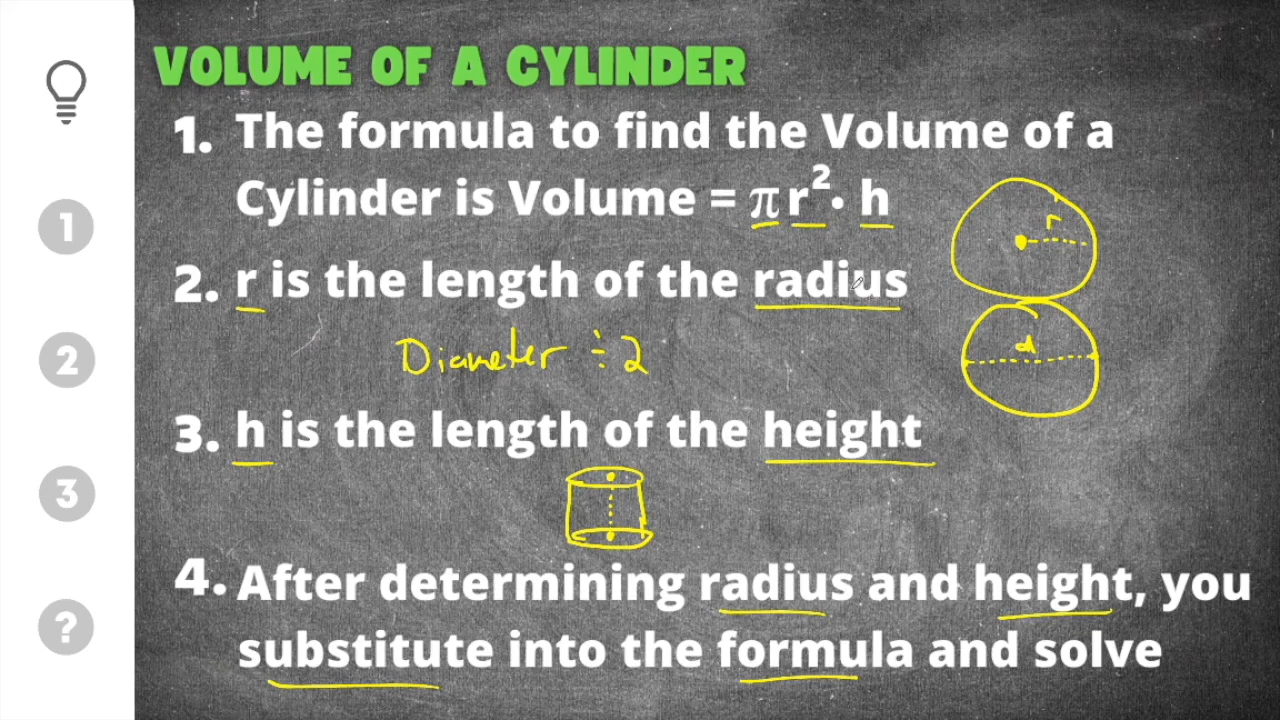 VOLUME OF A CYLINDER
1. The formula to find the Volume of a
Cylinder is Volume = πr²· h
r
2. r is the length of the radius
d
Diameter ÷ 2
3. h is the length of the height
4. After determining radius and height, you
substitute into the formula and solve
1
2
3
?